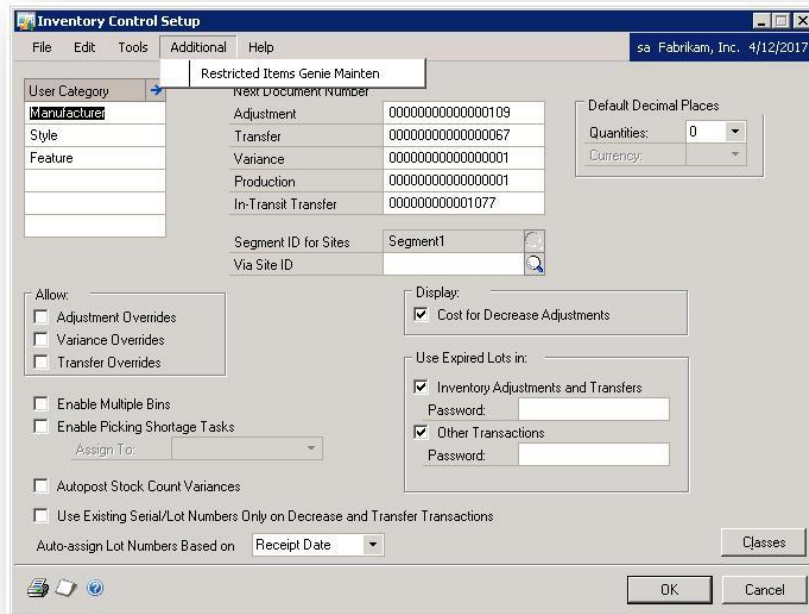 Inventory Control Setup
File Edit Tools Additional Help
sa Fabrikam, Inc. 4/12/2017
Restricted Items Genie Mainten
User Category
Manufacturer
Style
Feature
Next Document Number
Adjustment 00000000000000109
Transfer 00000000000000067
Variance 00000000000000001
Production 00000000000000001
In-Transit Transfer 000000000001077
Segment ID for Sites Segment1
Via Site ID
Default Decimal Places
Quantities: 0
Currency:
Allow:
Adjustment Overrides
Variance Overrides
Transfer Overrides
Display:
Cost for Decrease Adjustments
Use Expired Lots in:
Inventory Adjustments and Transfers
Password:
Other Transactions
Password:
Enable Multiple Bins
Enable Picking Shortage Tasks
Assign To:
Autopost Stock Count Variances
Use Existing Serial/Lot Numbers Only on Decrease and Transfer Transactions
Auto-assign Lot Numbers Based on Receipt Date
Classes
OK Cancel